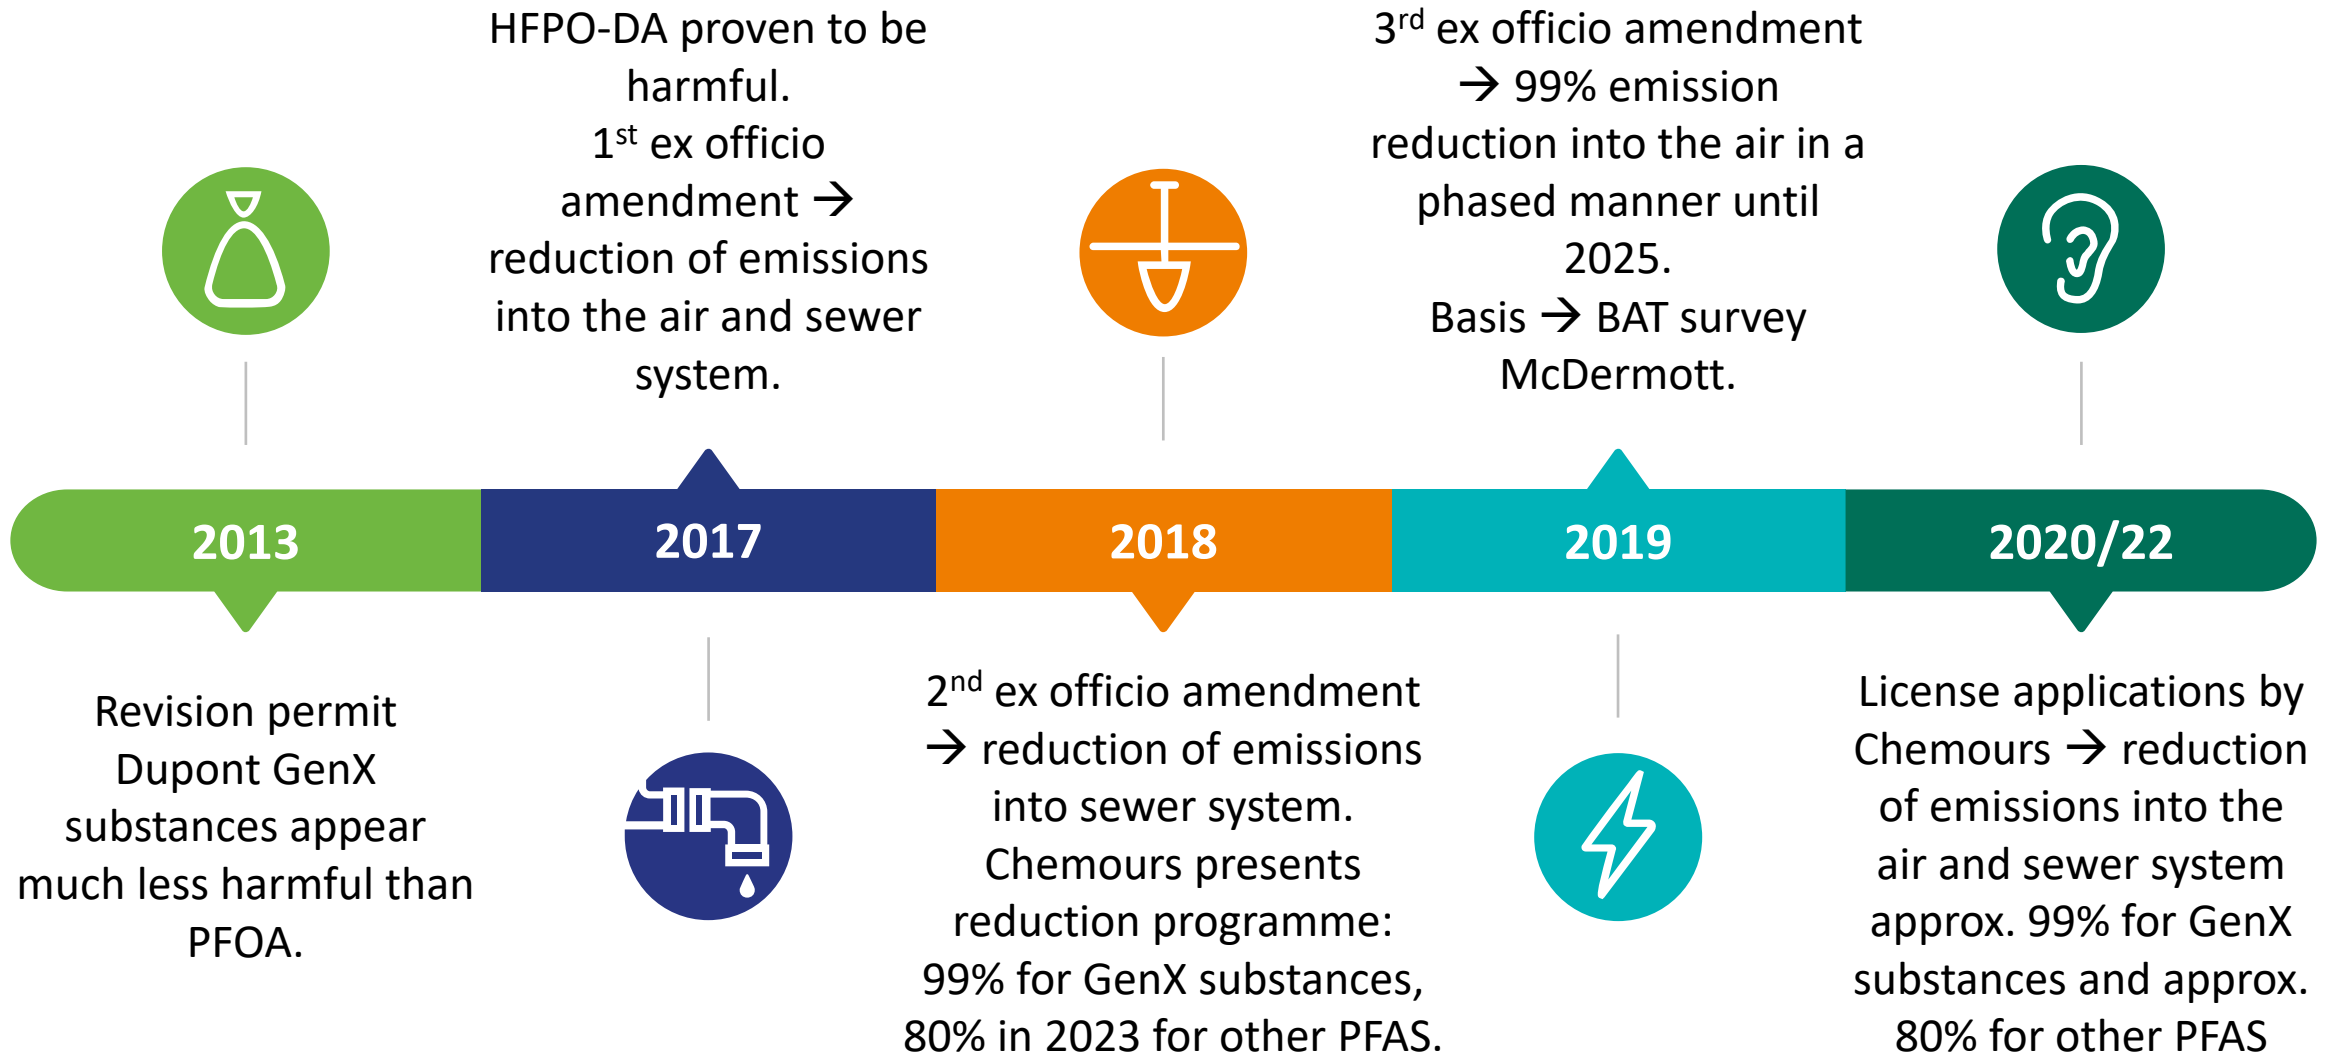 HFPO-DA proven to be
harmful.
1st ex officio
amendment →
reduction of emissions
into the air and sewer
system.
3rd ex officio amendment
→ 99% emission
reduction into the air in a
phased manner until
2025.
Basis → BAT survey
McDermott.
2013
2017
2018
2019
2020/22
Revision permit
Dupont GenX
substances appear
much less harmful than
PFOA.
2nd ex officio amendment
→ reduction of emissions
into sewer system.
Chemours presents
reduction programme:
99% for GenX substances,
80% in 2023 for other PFAS.
License applications by
Chemours → reduction
of emissions into the
air and sewer system
approx. 99% for GenX
substances and approx.
80% for other PFAS